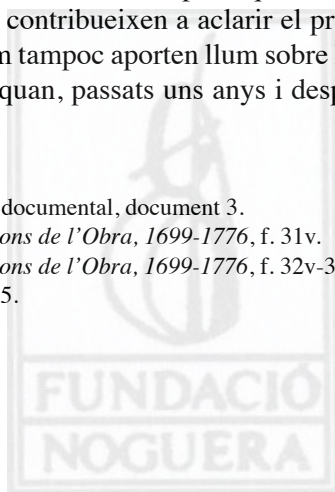 contribueixen a aclarir el pr
n tampoc aporten llum sobre
quan, passats uns anys i desp
documental, document 3.
ons de l’Obra, 1699-1776, f. 31v.
ons de l’Obra, 1699-1776, f. 32v-3
5.
FUNDACIÓ
NOGUERA